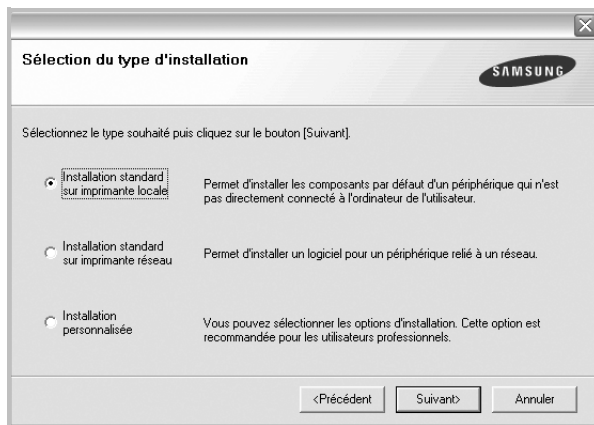 Sélection du type d'installation
SAMSUNG
Sélectionnez le type souhaité puis cliquez sur le bouton [Suivant].
Installation standard
sur imprimante locale
Permet d'installer les composants par défaut d'un périphérique qui n'est
pas directement connecté à l'ordinateur de l'utilisateur.
Installation standard
sur imprimante réseau
Permet d'installer un logiciel pour un périphérique relié à un réseau.
Installation
personnalisée
Vous pouvez sélectionner les options d'installation. Cette option est
recommandée pour les utilisateurs professionnels.
<Précédent Suivant> Annuler